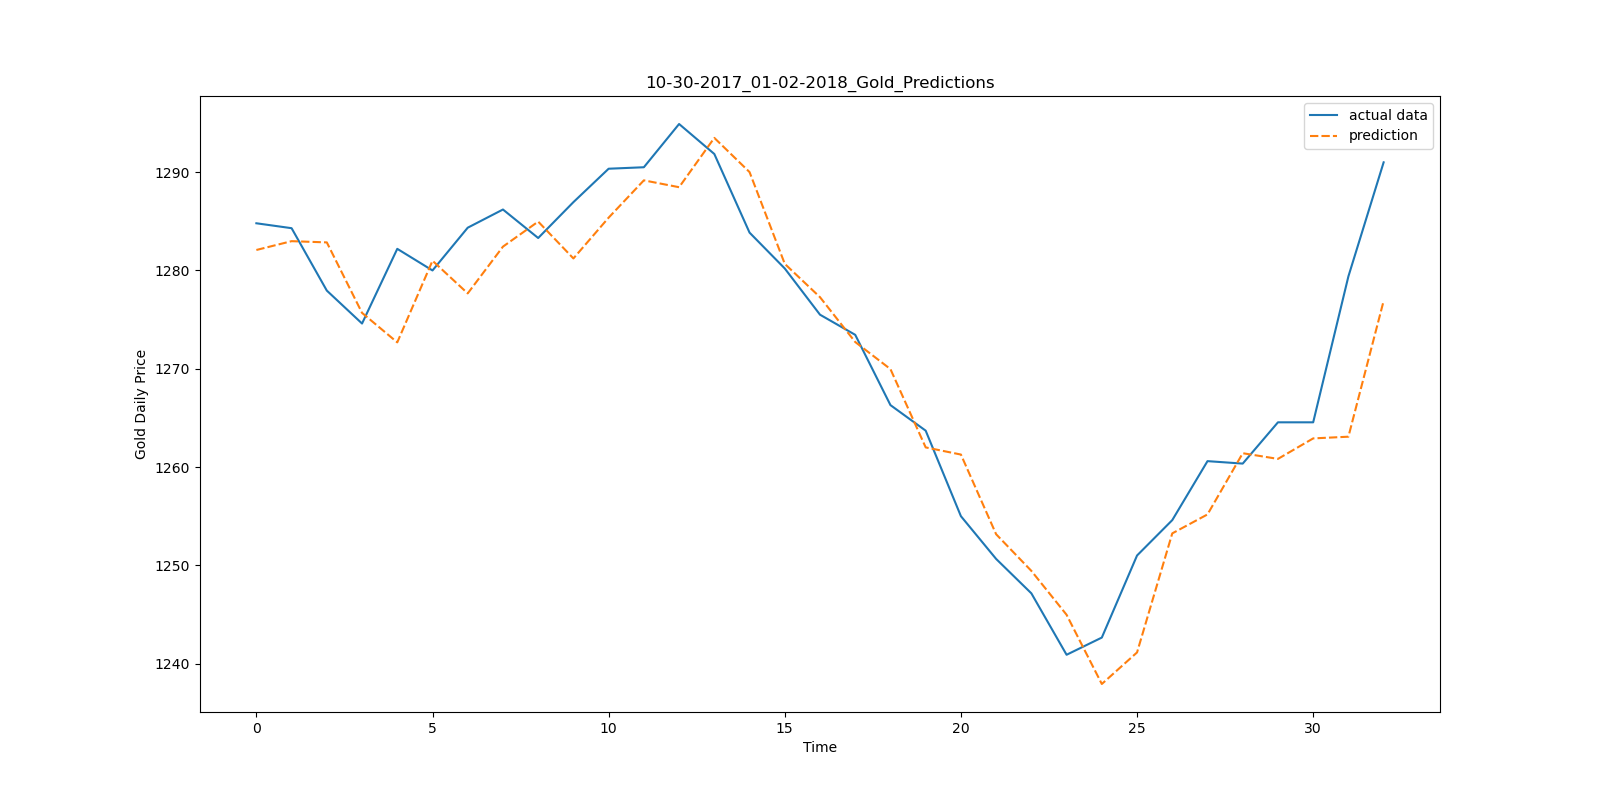 10-30-2017_01-02-2018_Gold_Predictions
actual data
prediction
1290
1280
1270
1260
1250
1240
Gold Daily Price
0 5 10 15 20 25 30
Time